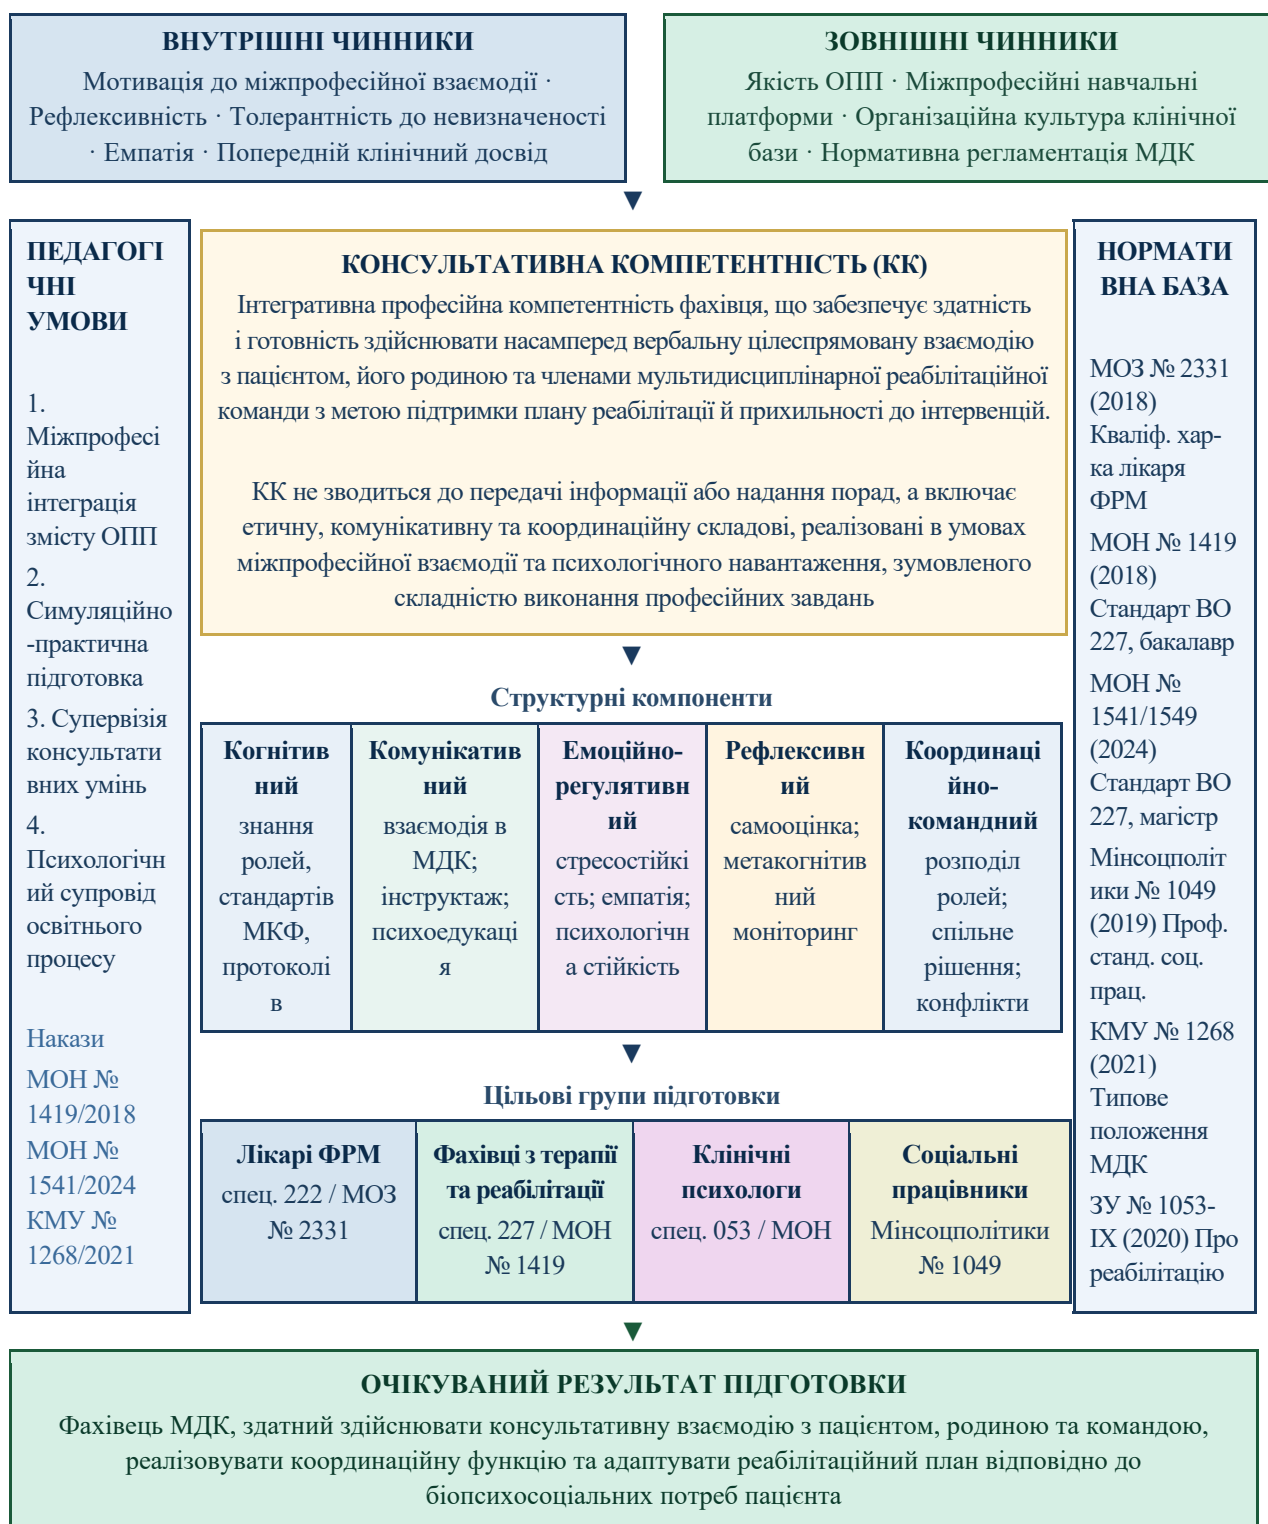 ВНУТРІШНІ ЧИННИКИ
Мотивація до міжпрофесійної взаємодії ·
Рефлексивність · Толерантність до невизначеності
· Емпатія · Попередній клінічний досвід
ЗОВНІШНІ ЧИННИКИ
Якість ОПП · Міжпрофесійні навчальні
платформи · Організаційна культура клінічної
бази · Нормативна регламентація МДК
▼
ПЕДАГОГІ
ЧНІ
УМОВИ
1.
Міжпрофесі
йна
інтеграція
змісту ОПП
2.
Симуляційно
-практична
підготовка
3. Супервізія
консультати
вних умінь
4.
Психологічн
ий супровід
освітнього
процесу
Накази
МОН №
1419/2018
МОН №
1541/2024
КМУ №
1268/2021
КОНСУЛЬТАТИВНА КОМПЕТЕНТНІСТЬ (КК)
Інтегративна професійна компетентність фахівця, що забезпечує здатність
і готовність здійснювати насамперед вербальну цілеспрямовану взаємодію
з пацієнтом, його родиною та членами мультидисциплінарної реабілітаційної
команди з метою підтримки плану реабілітації й прихильності до інтервенцій.
КК не зводиться до передачі інформації або надання порад, а включає
етичну, комунікативну та координаційну складові, реалізовані в умовах
міжпрофесійної взаємодії та психологічного навантаження, зумовленого
складністю виконання професійних завдань
▼
Структурні компоненти
Когнітив
ний
знання
ролей,
стандартів
МКФ,
протоколі
в
Комунікатив
ний
взаємодія в
МДК;
інструктаж;
психоедукаці
я
Емоційно-
регулятивн
ий
стресостійкі
сть; емпатія;
психологічн
а стійкість
Рефлексивн
ий
самооцінка;
метакогнітив
ний
моніторинг
Координаці
йно-
командний
розподіл
ролей;
спільне
рішення;
конфлікти
▼
Цільові групи підготовки
Лікарі ФРМ
спец. 222 / МОЗ
№ 2331
Фахівці з терапії
та реабілітації
спец. 227 / МОН
№ 1419
Клінічні
психологи
спец. 053 / МОН
Соціальні
працівники
Мінсоцполітики
№ 1049
НОРМАТИ
ВНА БАЗА
МОЗ № 2331
(2018)
Кваліф. хар-
ка лікаря
ФРМ
МОН № 1419
(2018)
Стандарт ВО
227, бакалавр
МОН №
1541/1549
(2024)
Стандарт ВО
227, магістр
Мінсоцполіт
ики № 1049
(2019) Проф.
станд. соц.
прац.
КМУ № 1268
(2021)
Типове
положення
МДК
ЗУ № 1053-
IX (2020) Про
реабілітацію
▼
ОЧІКУВАНИЙ РЕЗУЛЬТАТ ПІДГОТОВКИ
Фахівець МДК, здатний здійснювати консультативну взаємодію з пацієнтом, родиною та командою,
реалізовувати координаційну функцію та адаптувати реабілітаційний план відповідно до
біопсихосоціальних потреб пацієнта